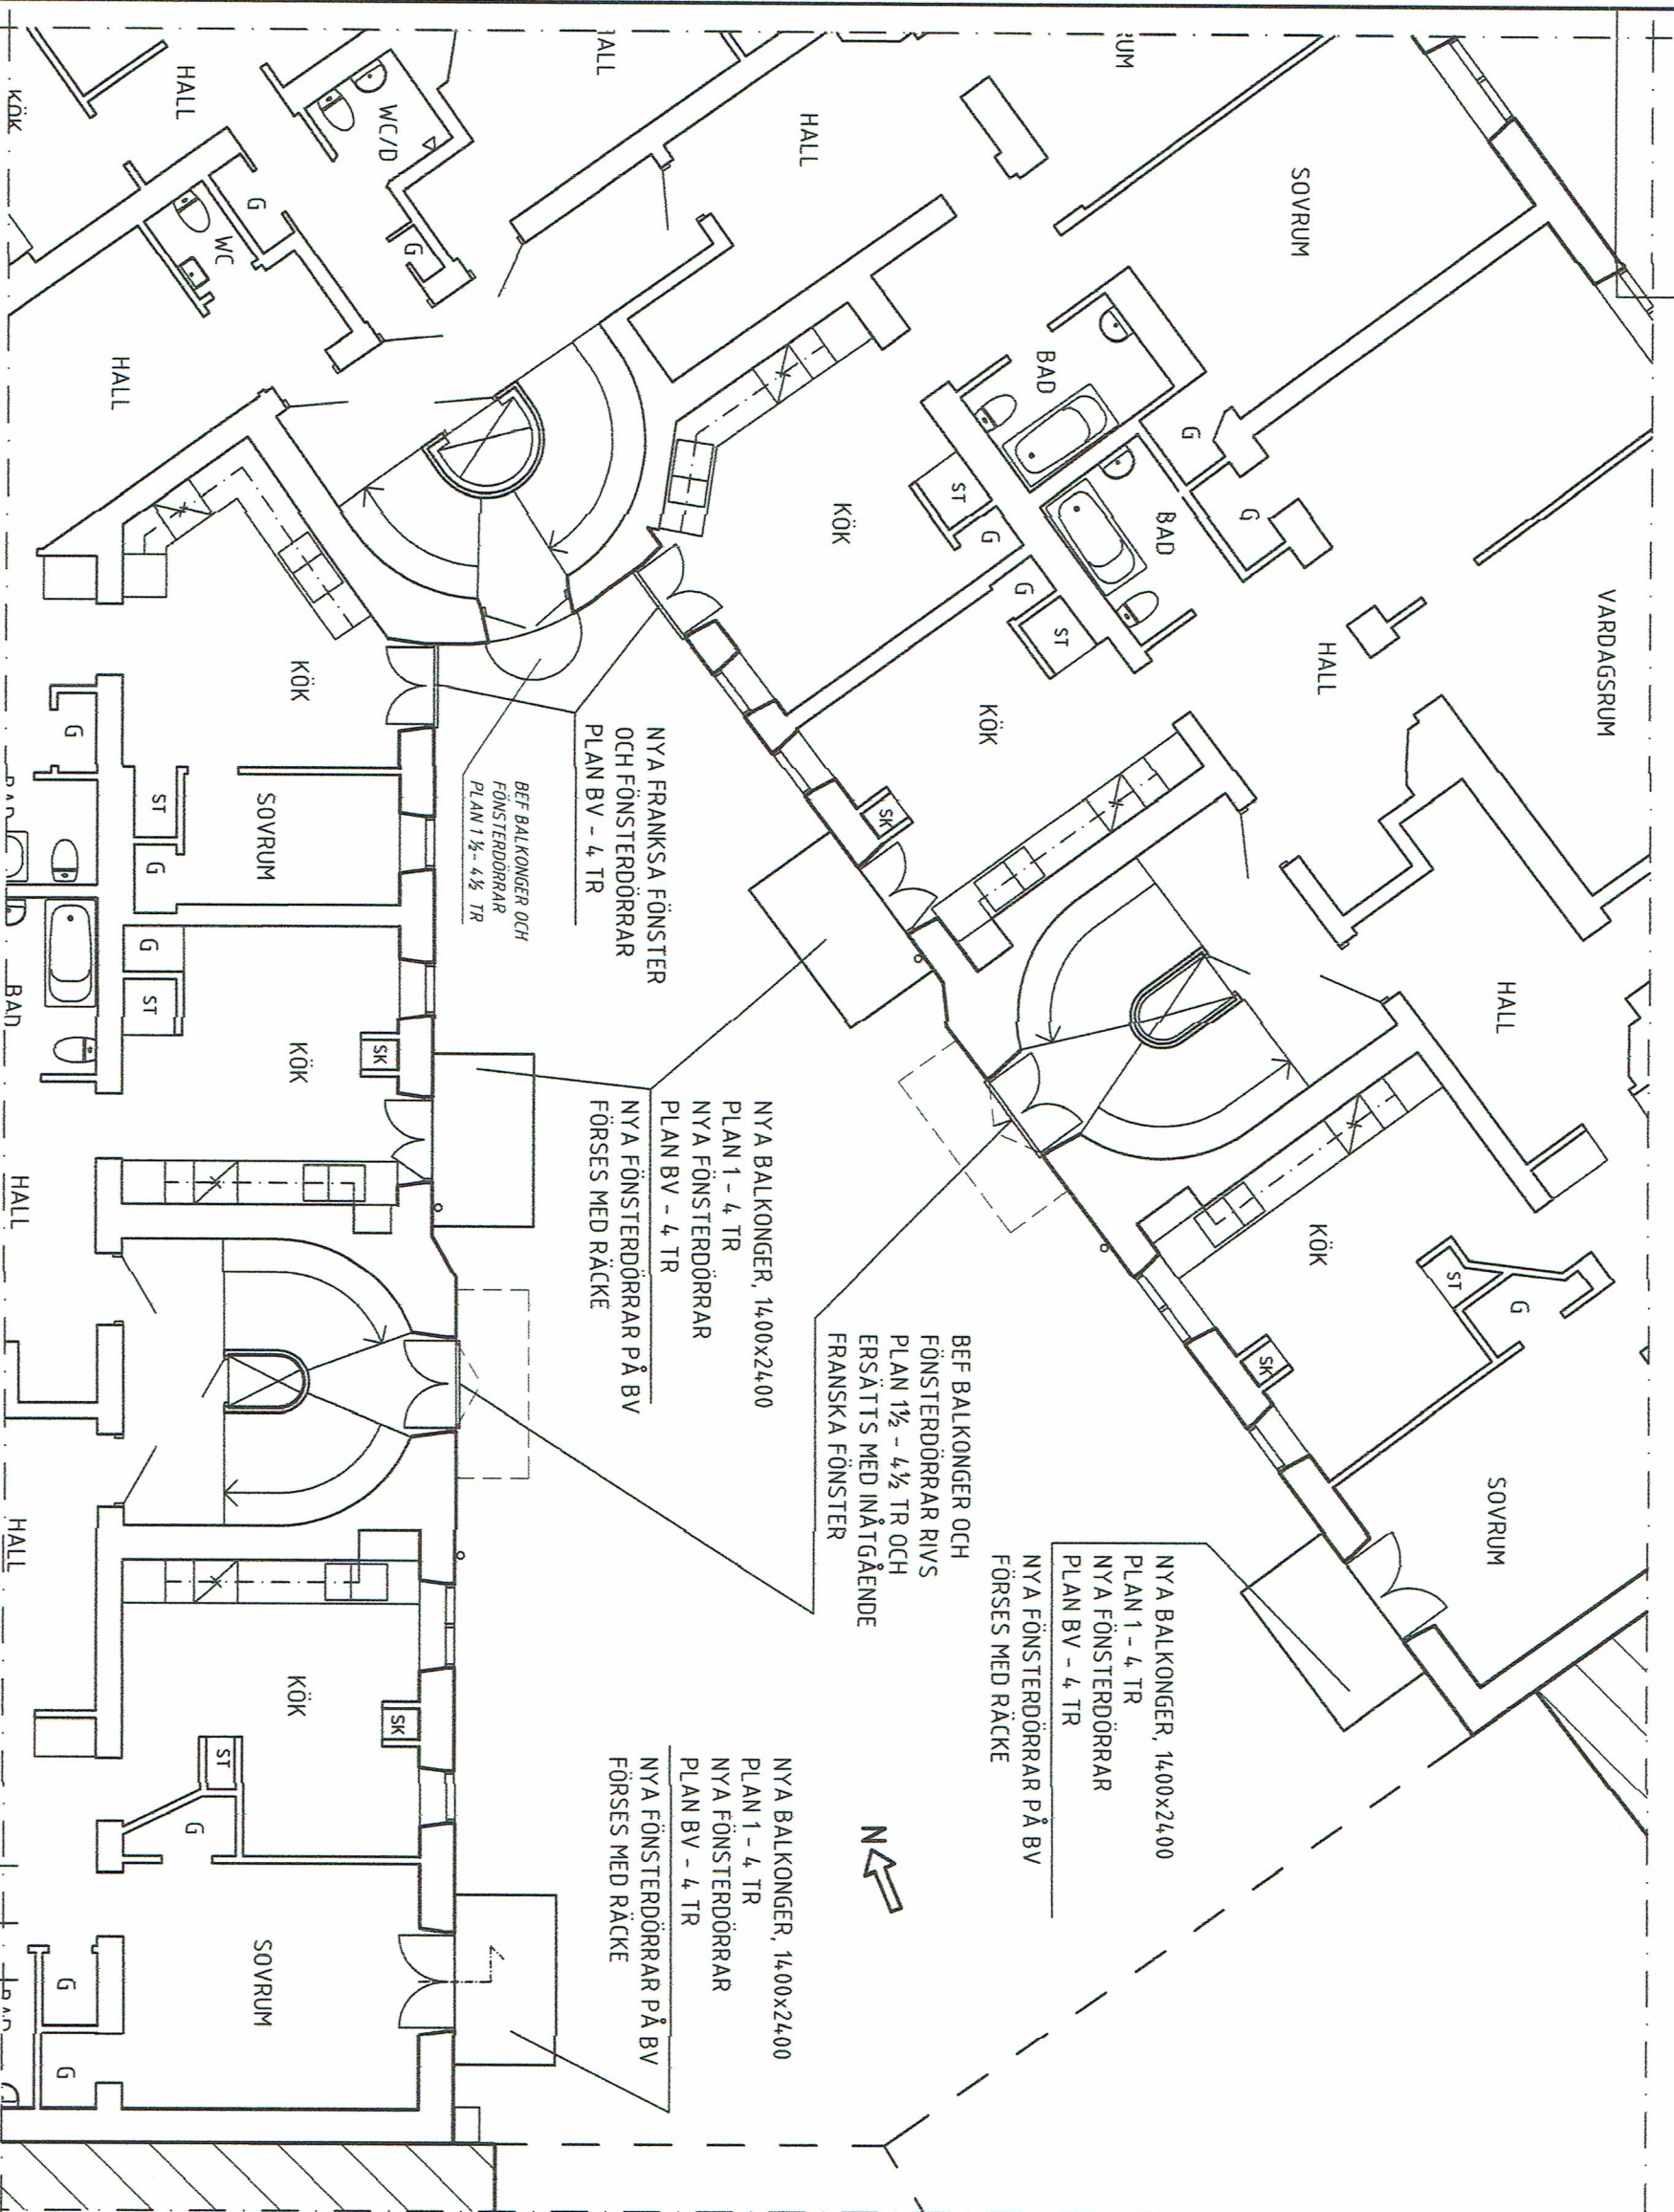 VARDAGSRUM
SOVRUM
HALL
HALL
HALL
HALL
HALL
WC/D
WC
G
G
BAD
BAD
G
G
ST
G
G
ST
KÖK
KÖK
SK
KÖK
ST
G
SK
SOVRUM
NYA FRANKSA FÖNSTER
OCH FÖNSTERDÖRRAR
PLAN BV - 4 TR
BEF BALKONGER OCH
FÖNSTERDÖRRAR
PLAN 1 ½- 4 ½ TR
NYA BALKONGER, 1400x2400
PLAN 1 - 4 TR
NYA FÖNSTERDÖRRAR
PLAN BV - 4 TR
NYA FÖNSTERDÖRRAR PÅ BV
FÖRSES MED RÄCKE
BEF BALKONGER OCH
FÖNSTERDÖRRAR RIVS
PLAN 1½ - 4½ TR OCH
ERSÄTTS MED INÅTGÅENDE
FRANSKA FÖNSTER
NYA BALKONGER, 1400x2400
PLAN 1 - 4 TR
NYA FÖNSTERDÖRRAR
PLAN BV - 4 TR
NYA FÖNSTERDÖRRAR PÅ BV
FÖRSES MED RÄCKE
N
NYA BALKONGER, 1400x2400
PLAN 1 - 4 TR
NYA FÖNSTERDÖRRAR
PLAN BV - 4 TR
NYA FÖNSTERDÖRRAR PÅ BV
FÖRSES MED RÄCKE
KÖK
SOVRUM
KÖK
SK
KÖK
SK
SOVRUM
G
ST
G
G
ST
ST
G
G
G
BAD
HALL
HALL
KÖK